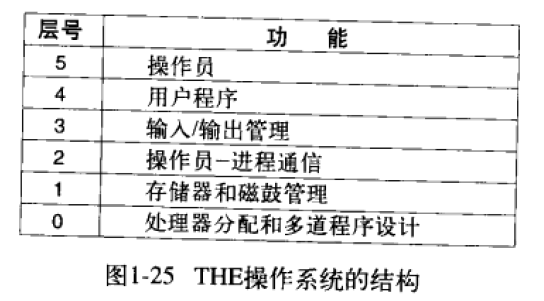 层号 功 能
5 操作员
4 用户程序
3 输入/输出管理
2 操作员-进程通信
1 存储器和磁鼓管理
0 处理器分配和多道程序设计
图1-25 THE操作系统的结构